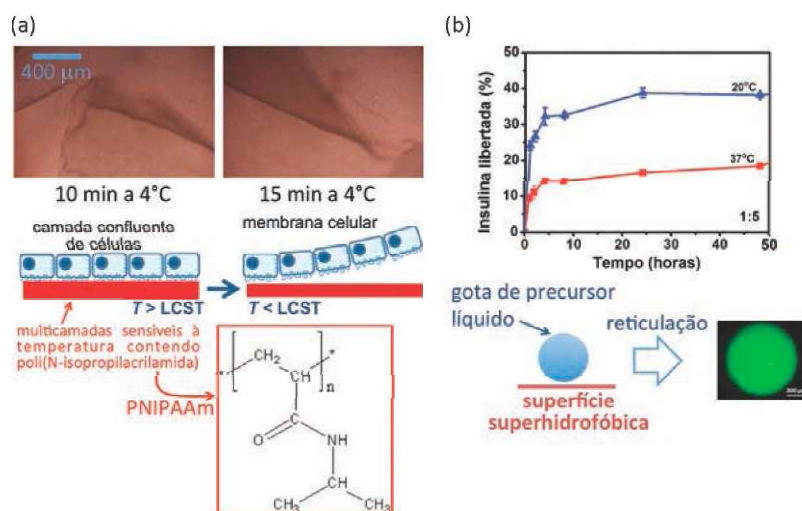 (a)
400 µm
10 min a 4°C
15 min a 4°C
camada confluente
de células
membrana celular
T > LCST
T < LCST
multicamadas sensíveis à
temperatura contendo
poli(N-isopropilacrilamida)
PNIPAAm
*
CH₂
*
CH
n
C
O
NH
CH
CH₃
CH₃
(b)
Insulina libertada (%)
50
40
30
20
10
0
20°C
37°C
1:5
0 10 20 30 40 50
Tempo (horas)
gota de precursor
líquido
reticulação
superfície
superhidrofóbica